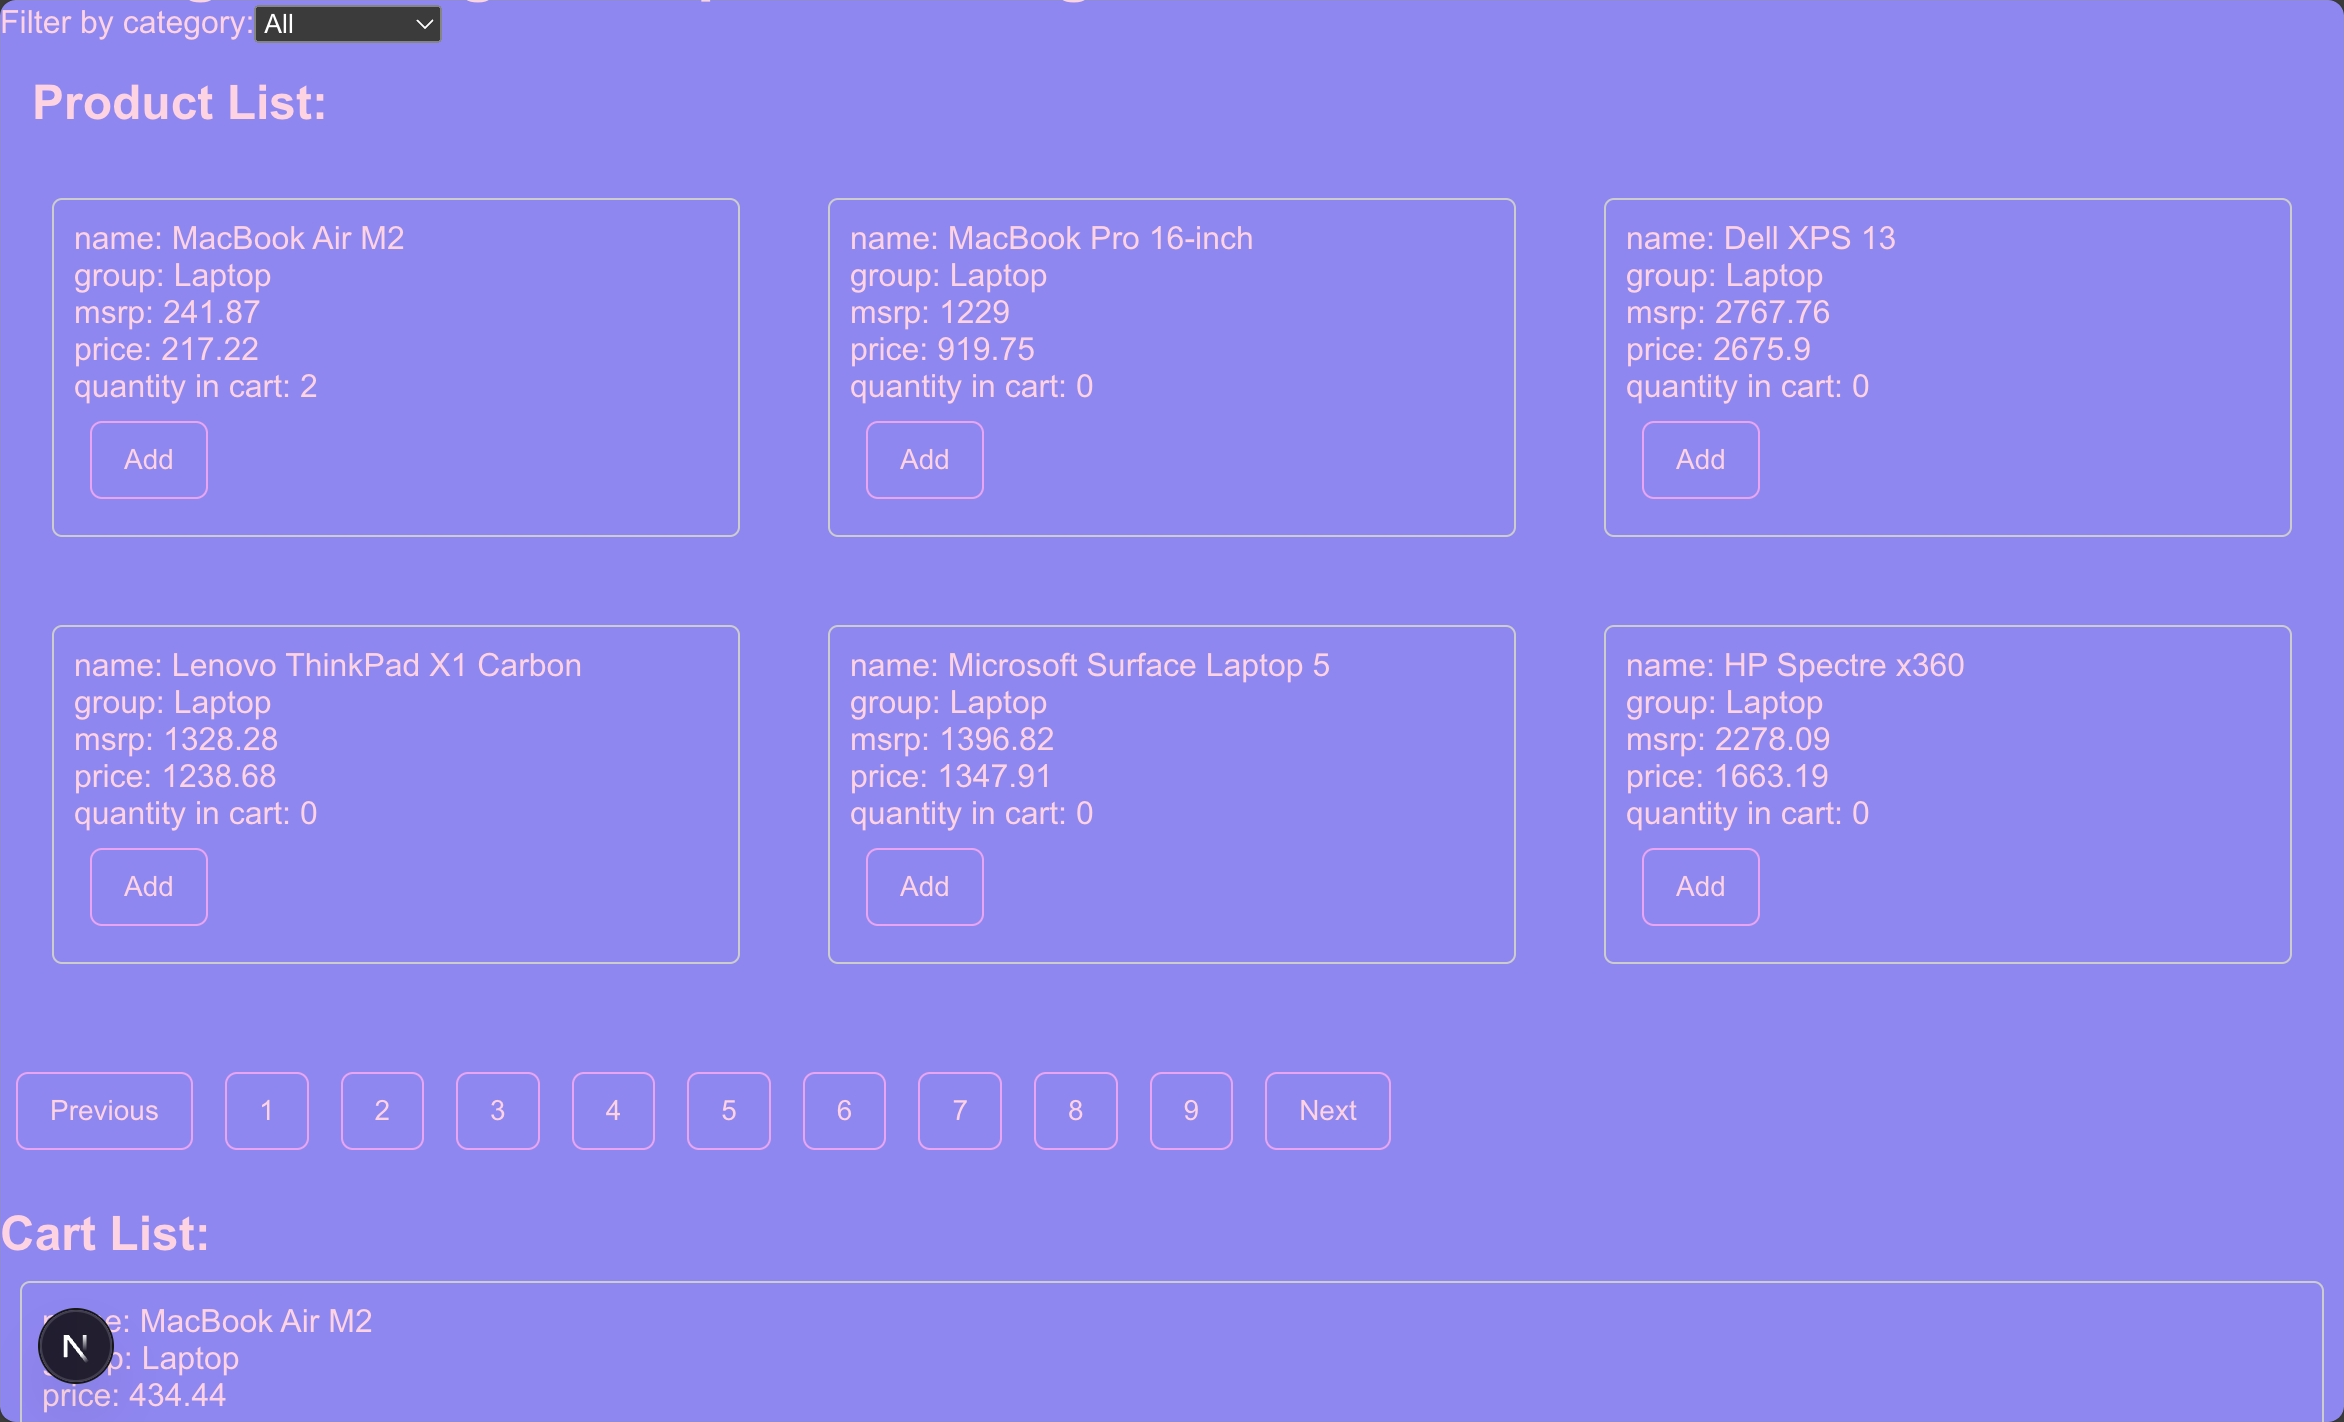 Filter by category: All
Product List:
name: MacBook Air M2
group: Laptop
msrp: 241.87
price: 217.22
quantity in cart: 2
Add
name: MacBook Pro 16-inch
group: Laptop
msrp: 1229
price: 919.75
quantity in cart: 0
Add
name: Dell XPS 13
group: Laptop
msrp: 2767.76
price: 2675.9
quantity in cart: 0
Add
name: Lenovo ThinkPad X1 Carbon
group: Laptop
msrp: 1328.28
price: 1238.68
quantity in cart: 0
Add
name: Microsoft Surface Laptop 5
group: Laptop
msrp: 1396.82
price: 1347.91
quantity in cart: 0
Add
name: HP Spectre x360
group: Laptop
msrp: 2278.09
price: 1663.19
quantity in cart: 0
Add
Previous 1 2 3 4 5 6 7 8 9 Next
Cart List:
MacBook Air M2
Laptop
price: 434.44
N